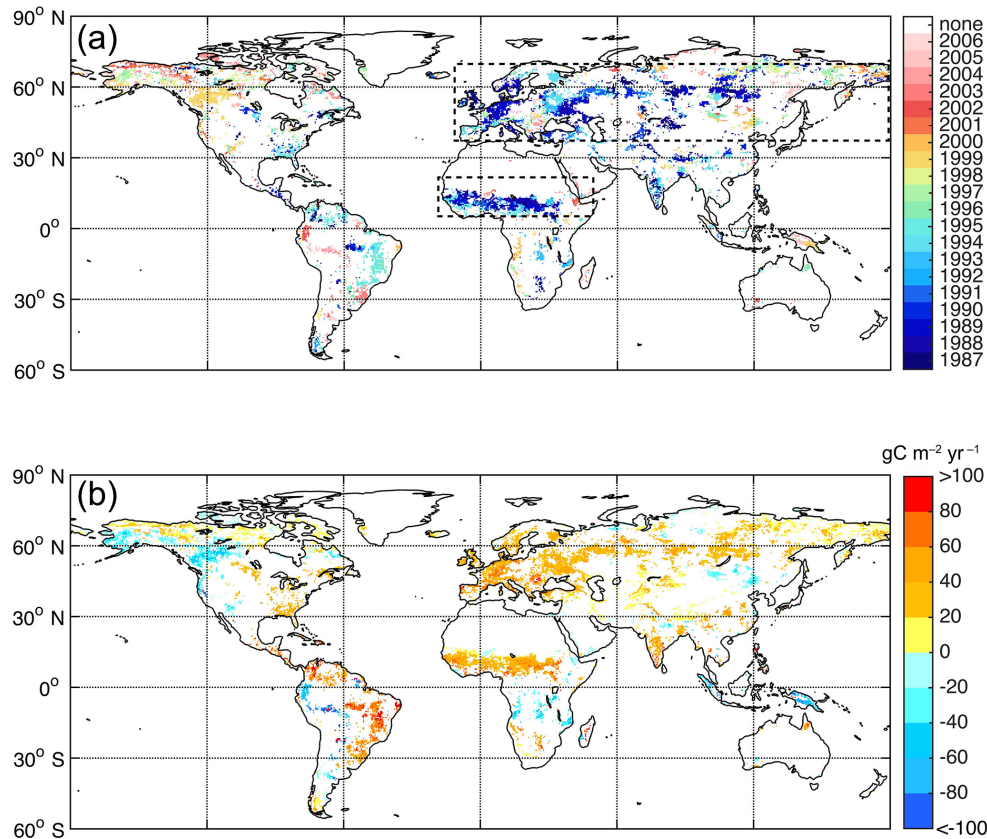 (a)
90° N
60° N
30° N
0°
30° S
60° S
none
2006
2005
2004
2003
2002
2001
2000
1999
1998
1997
1996
1995
1994
1993
1992
1991
1990
1989
1988
1987
(b)
90° N
60° N
30° N
0°
30° S
60° S
gC m⁻² yr⁻¹
>100
80
60
40
20
0
-20
-40
-60
-80
<-100